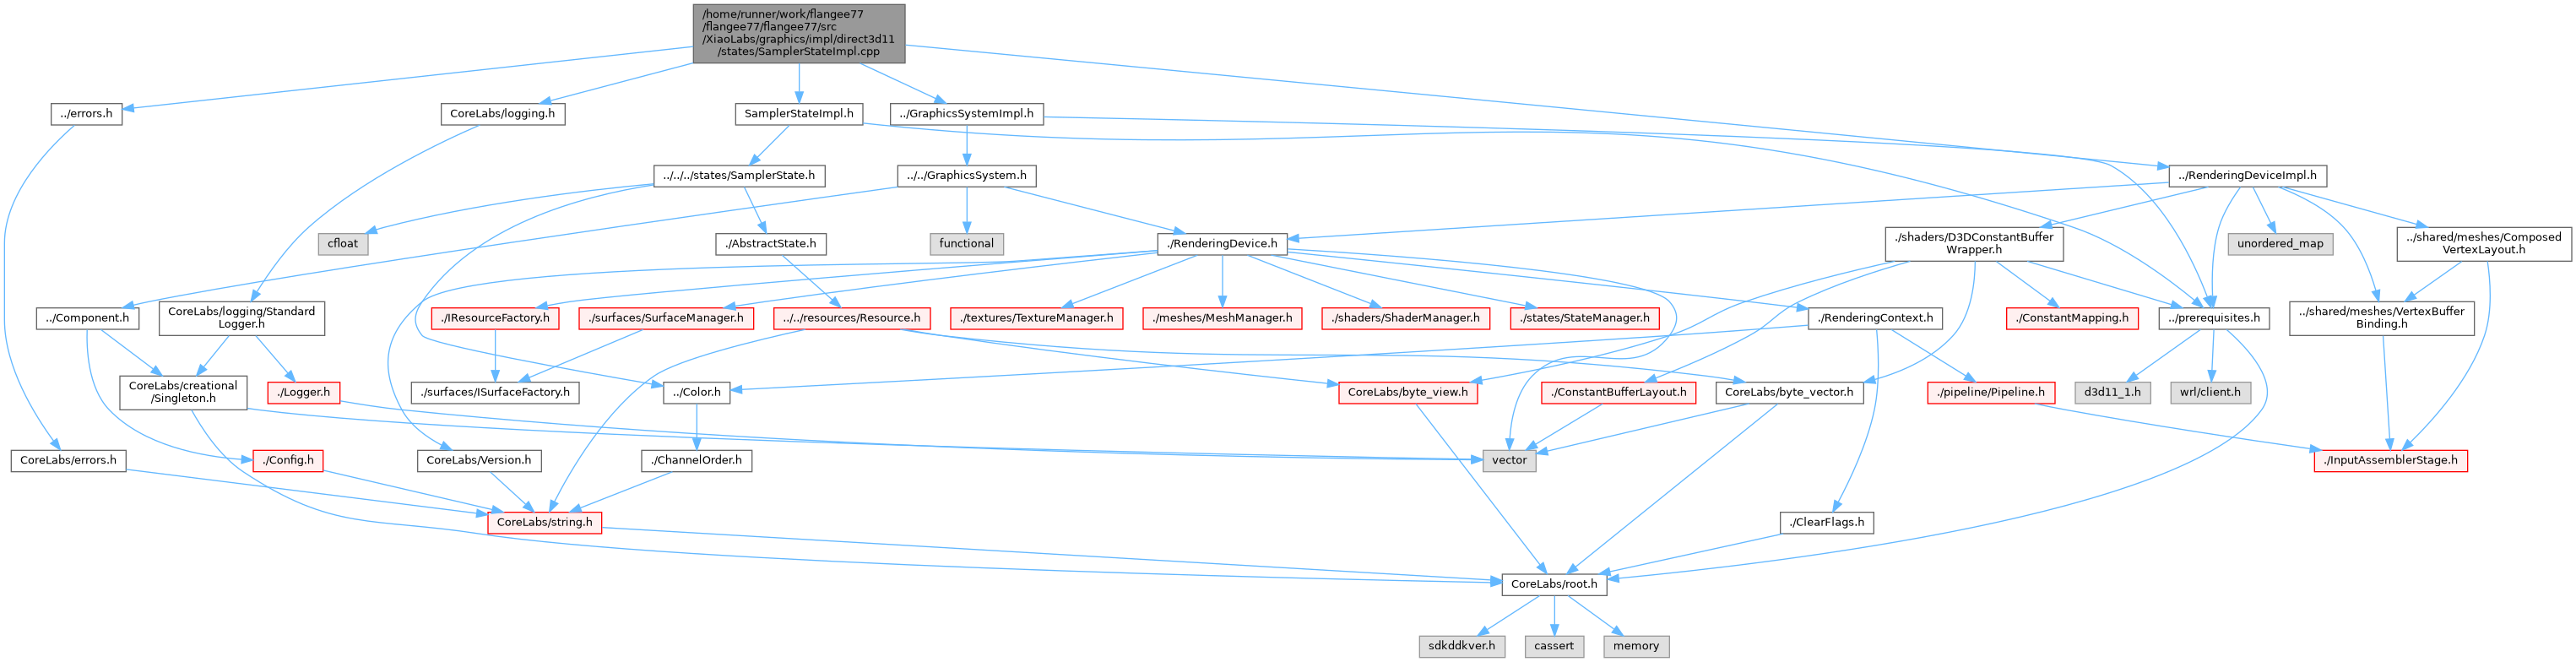 /home/runner/work/flangee77
/flangee77/flangee77/src
/XiaoLabs/graphics/impl/direct3d11
/states/SamplerStateImpl.cpp
../errors.h
CoreLabs/logging.h
SamplerStateImpl.h
../GraphicsSystemImpl.h
../../../states/SamplerState.h
../../GraphicsSystem.h
../RenderingDeviceImpl.h
cfloat
./AbstractState.h
functional
./RenderingDevice.h
./shaders/D3DConstantBuffer
Wrapper.h
unordered_map
../shared/meshes/Composed
VertexLayout.h
../Component.h
CoreLabs/logging/Standard
Logger.h
./IResourceFactory.h
./surfaces/SurfaceManager.h
../../resources/Resource.h
./textures/TextureManager.h
./meshes/MeshManager.h
./shaders/ShaderManager.h
./states/StateManager.h
./RenderingContext.h
./ConstantMapping.h
../prerequisites.h
../shared/meshes/VertexBuffer
Binding.h
CoreLabs/creational
/Singleton.h
./Logger.h
./surfaces/ISurfaceFactory.h
../Color.h
CoreLabs/byte_view.h
./ConstantBufferLayout.h
CoreLabs/byte_vector.h
./pipeline/Pipeline.h
d3d11_1.h
wrl/client.h
CoreLabs/errors.h
./Config.h
CoreLabs/Version.h
./ChannelOrder.h
vector
./InputAssemblerStage.h
CoreLabs/string.h
./ClearFlags.h
CoreLabs/root.h
sdkddkver.h
cassert
memory